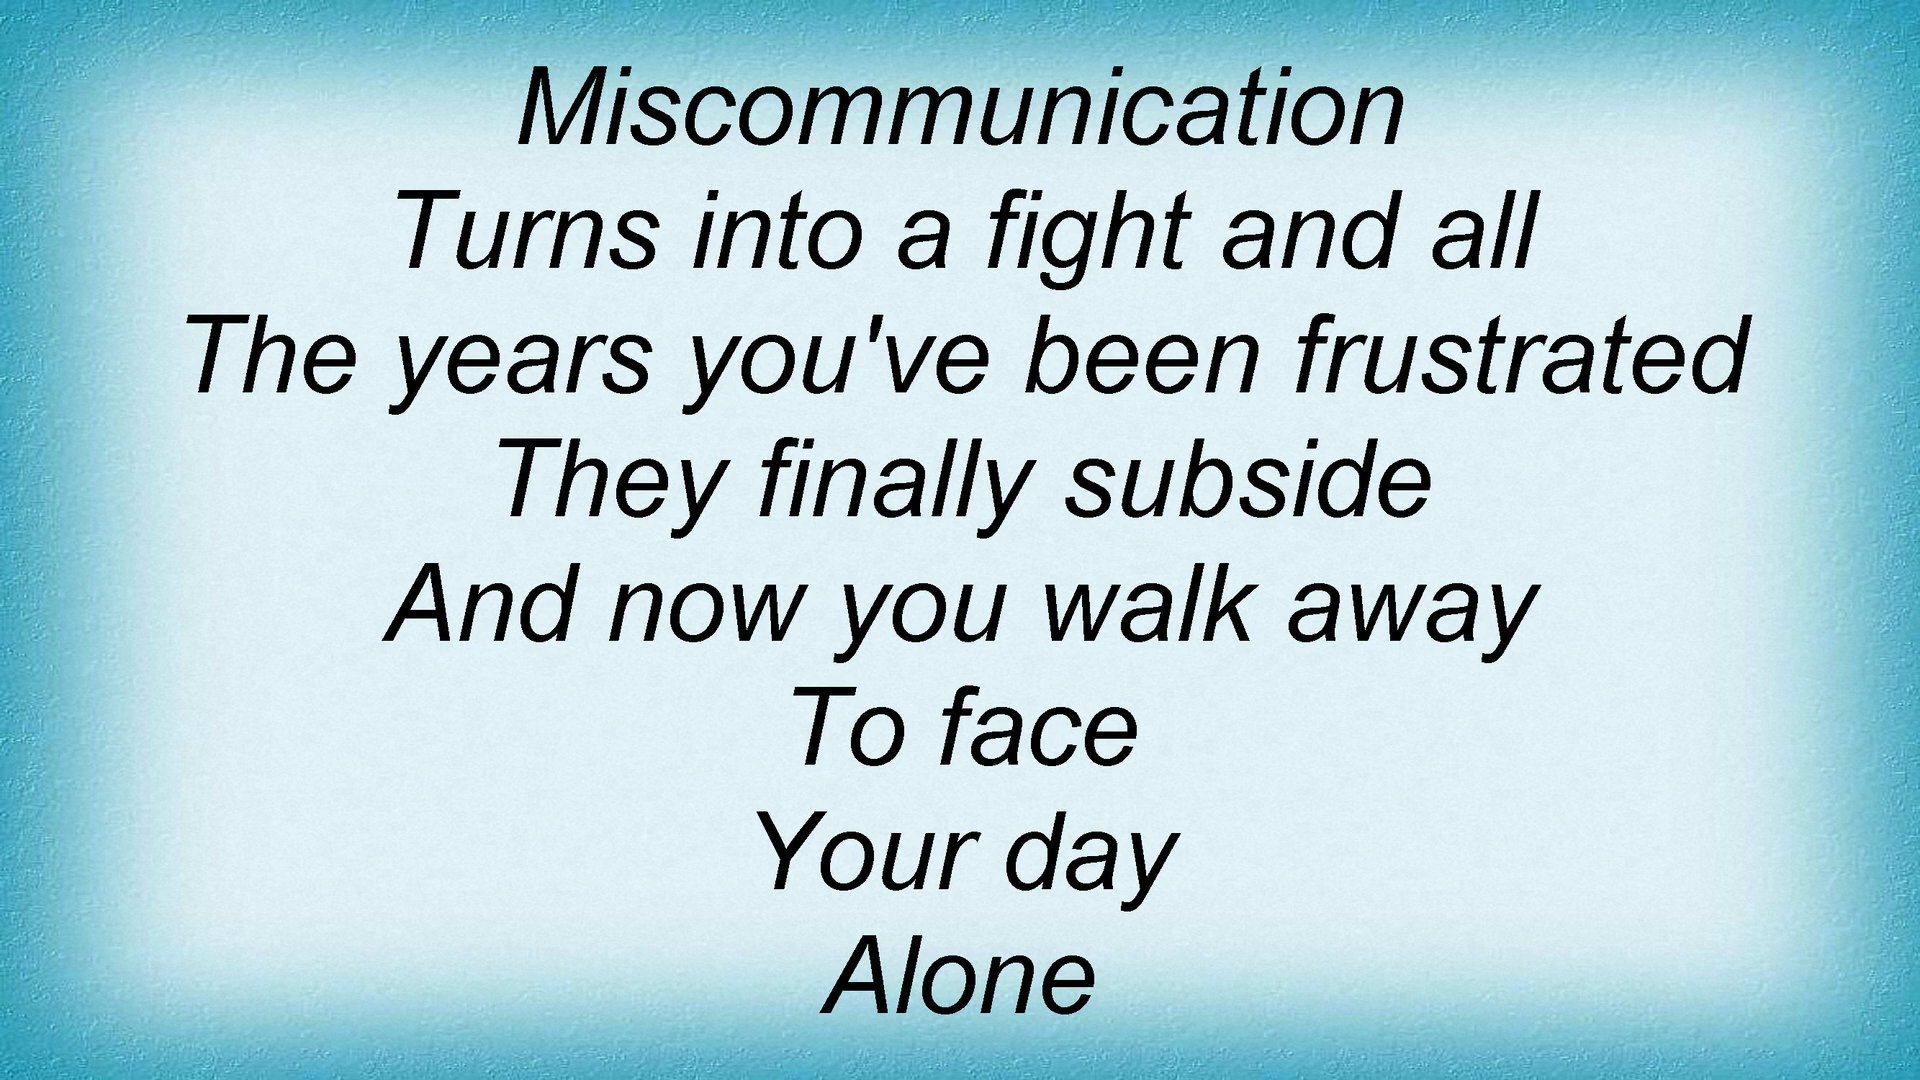 Miscommunication
Turns into a fight and all
The years you've been frustrated
They finally subside
And now you walk away
To face
Your day
Alone